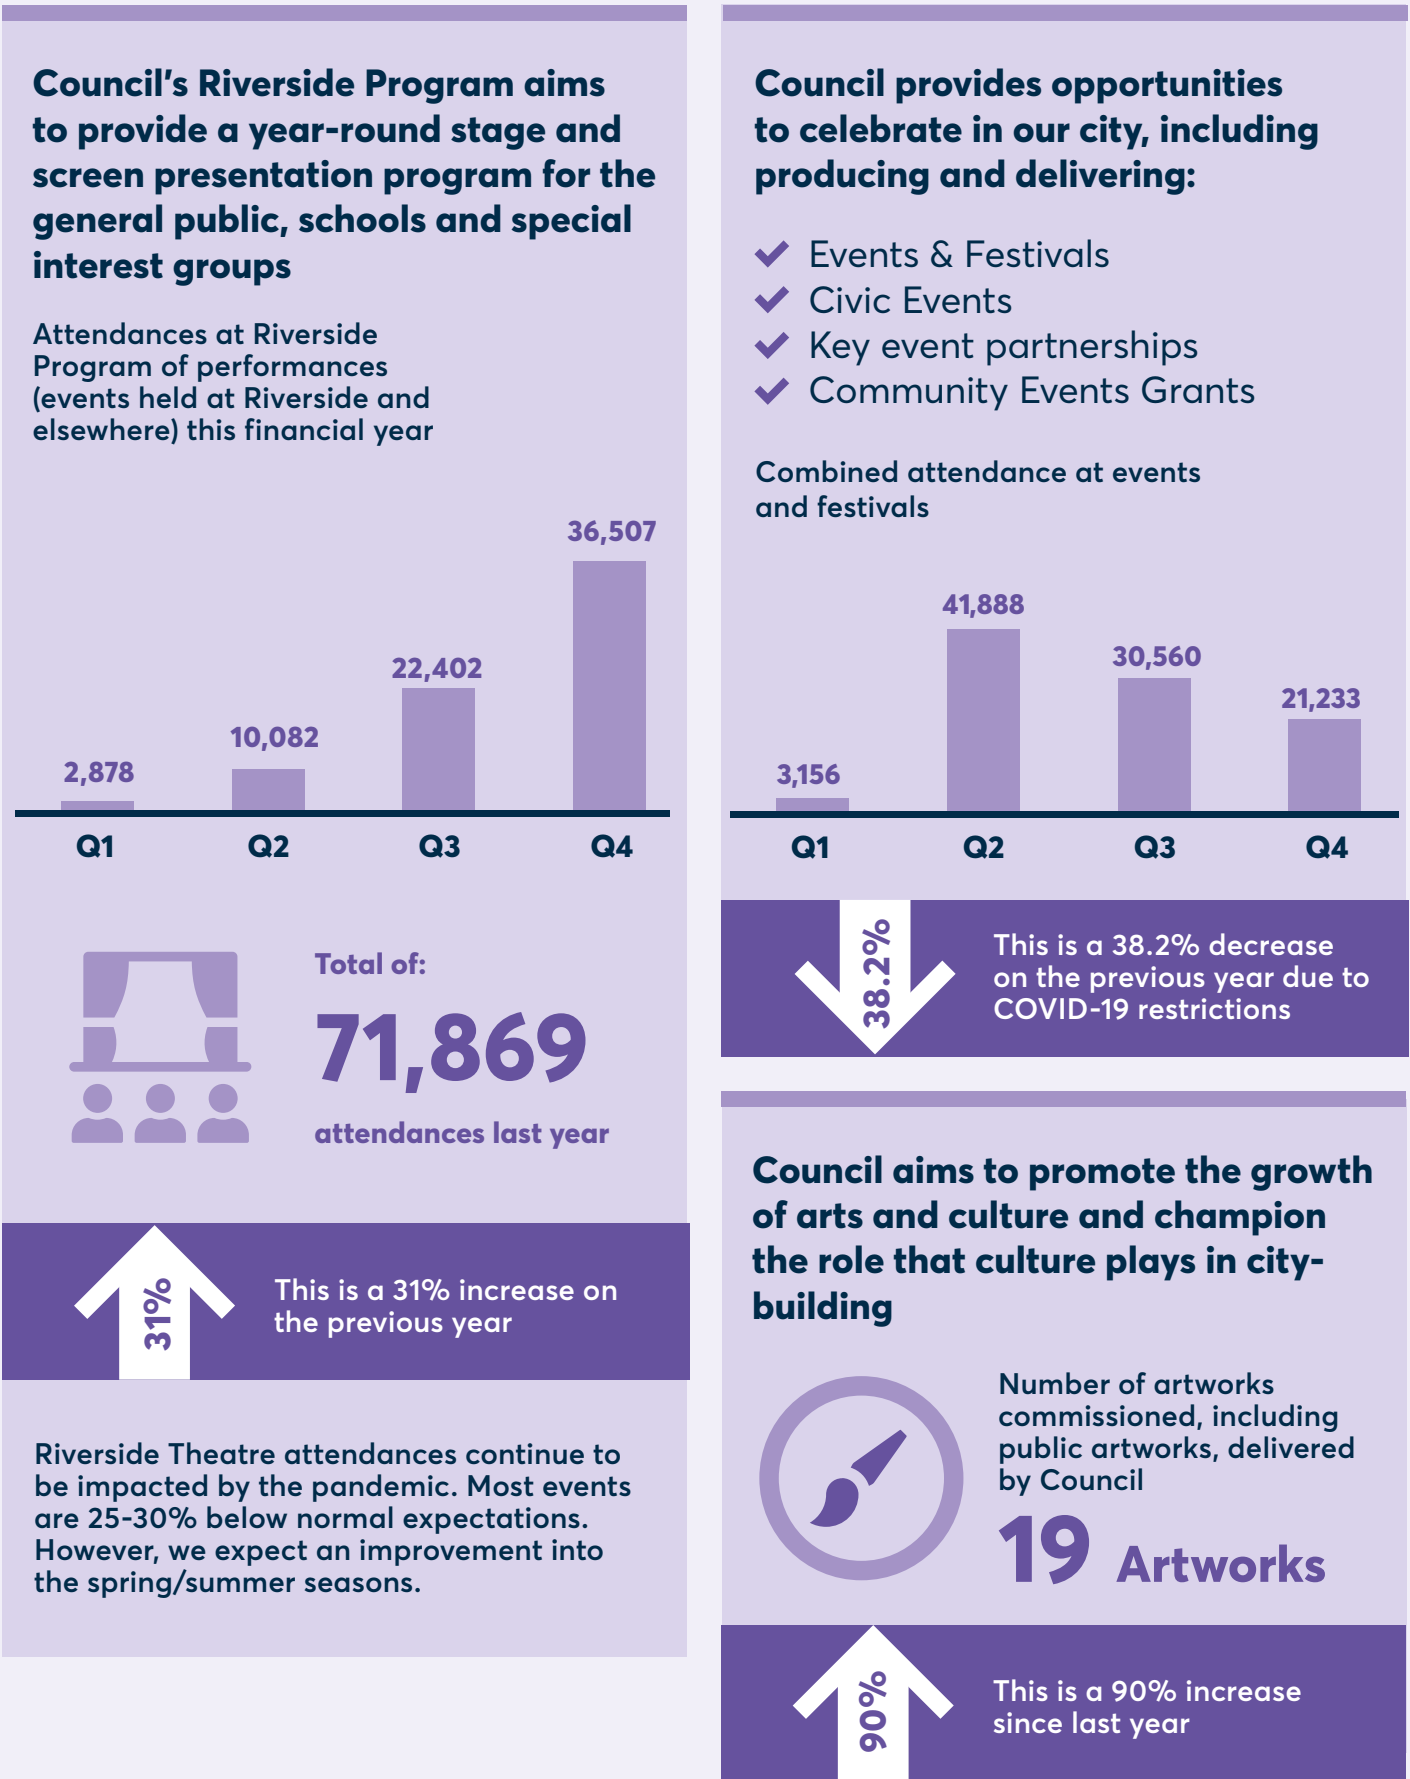 Council's Riverside Program aims
to provide a year-round stage and
screen presentation program for the
general public, schools and special
interest groups
Attendances at Riverside
Program of performances
(events held at Riverside and
elsewhere) this financial year
36,507
22,402
10,082
2,878
Q1 Q2 Q3 Q4
Total of:
71,869
attendances last year
31%
This is a 31% increase on
the previous year
Riverside Theatre attendances continue to
be impacted by the pandemic. Most events
are 25-30% below normal expectations.
However, we expect an improvement into
the spring/summer seasons.
Council provides opportunities
to celebrate in our city, including
producing and delivering:
Events & Festivals
Civic Events
Key event partnerships
Community Events Grants
Combined attendance at events
and festivals
41,888
30,560
21,233
3,156
Q1 Q2 Q3 Q4
38.2%
This is a 38.2% decrease
on the previous year due to
COVID-19 restrictions
Council aims to promote the growth
of arts and culture and champion
the role that culture plays in city-
building
Number of artworks
commissioned, including
public artworks, delivered
by Council
19 Artworks
90%
This is a 90% increase
since last year